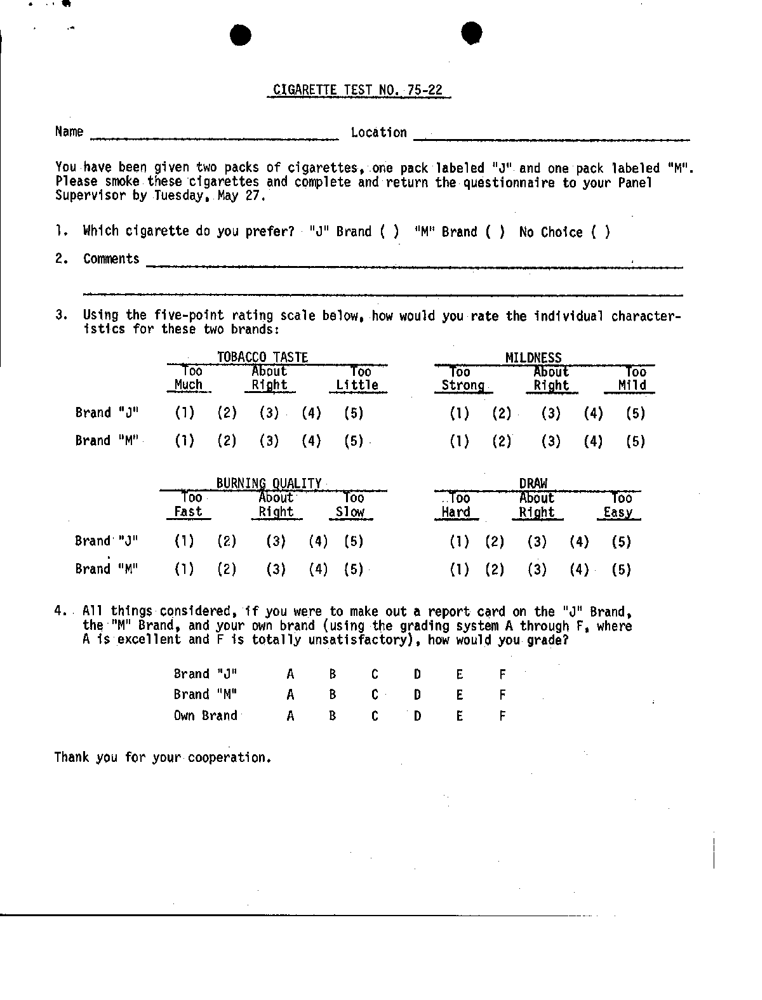 CIGARETTE TEST NO. 75-22
Name Location
You have been given two packs of cigarettes, one pack labeled "J" and one pack labeled "M".
Please smoke these cigarettes and complete and return the questionnaire to your Panel
Supervisor by Tuesday, May 27.
1. Which cigarette do you prefer? "J" Brand ( ) "M" Brand ( ) No Choice ( )
2. Comments
3. Using the five-point rating scale below, how would you rate the individual character-
istics for these two brands:
TOBACCO TASTE MILDNESS
Too About Too Too About Too
Much Right Little Strong Right Mild
Brand "J" (1) (2) (3) (4) (5) (1) (2) (3) (4) (5)
Brand "M" (1) (2) (3) (4) (5) (1) (2) (3) (4) (5)
BURNING QUALITY DRAW
Too About Too Too About Too
Fast Right Slow Hard Right Easy
Brand "J" (1) (2) (3) (4) (5) (1) (2) (3) (4) (5)
Brand "M" (1) (2) (3) (4) (5) (1) (2) (3) (4) (5)
4. All things considered, if you were to make out a report card on the "J" Brand,
the "M" Brand, and your own brand (using the grading system A through F, where
A is excellent and F is totally unsatisfactory), how would you grade?
Brand "J" A B C D E F
Brand "M" A B C D E F
Own Brand A B C D E F
Thank you for your cooperation.